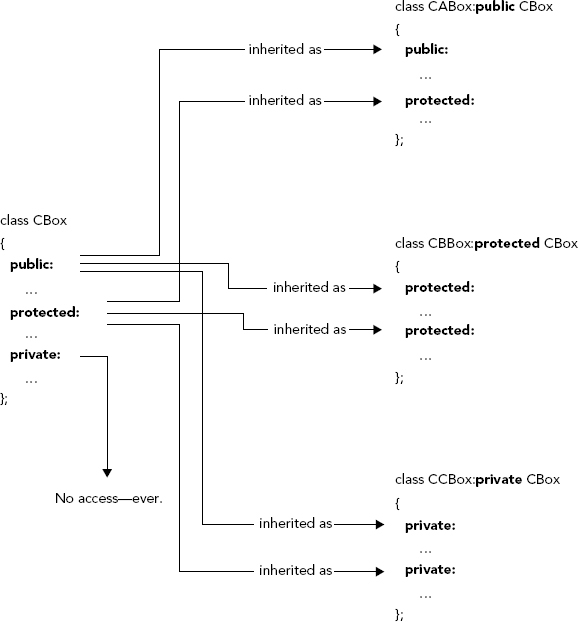 class CABox:public CBox
{
inherited as
public:
...
inherited as
protected:
...
};
class CBox
{
public:
...
protected:
...
private:
...
};
No access—ever.
class CBBox:protected CBox
{
inherited as
protected:
...
inherited as
protected:
...
};
class CCBox:private CBox
{
inherited as
private:
...
inherited as
private:
...
};